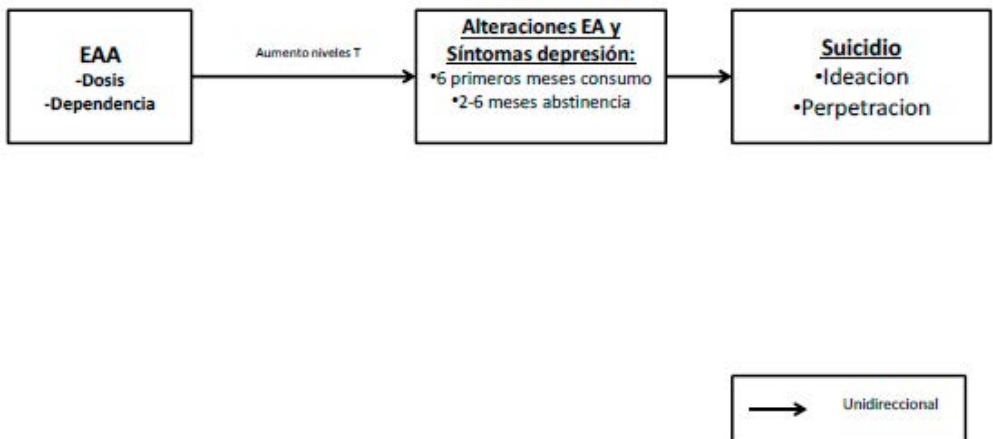 EAA
-Dosis
-Dependencia
Aumento niveles T
Alteraciones EA y
Síntomas depresión:
•6 primeros meses consumo
•2-6 meses abstinencia
Suicidio
•Ideacion
•Perpetracion
Unidireccional